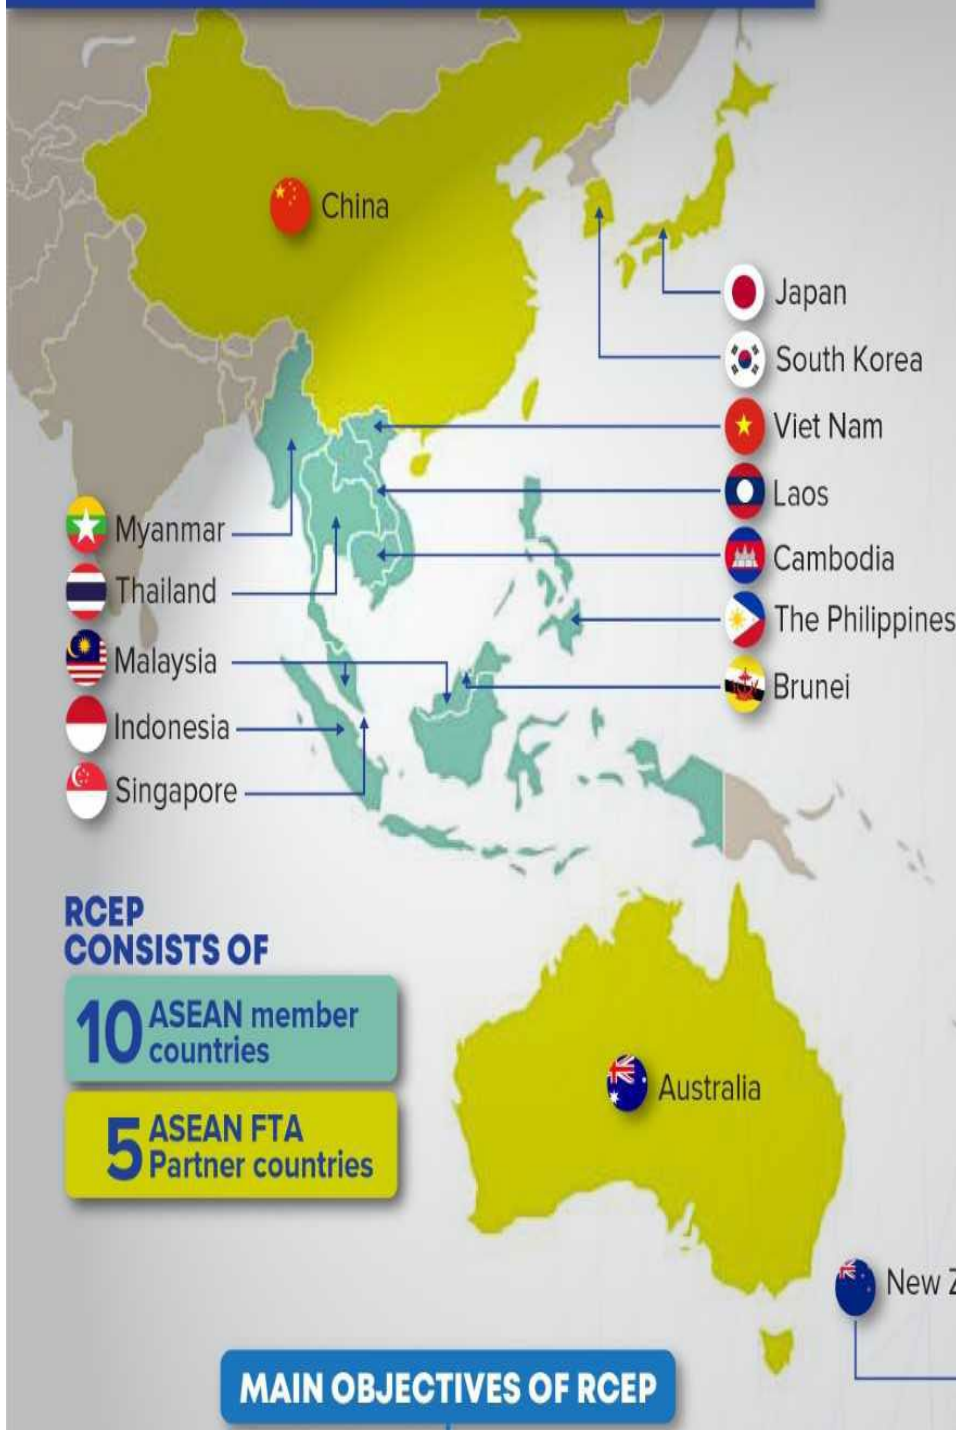 China
Japan
South Korea
Viet Nam
Laos
Cambodia
The Philippines
Brunei
Myanmar
Thailand
Malaysia
Indonesia
Singapore
RCEP
CONSISTS OF
10 ASEAN member
countries
5 ASEAN FTA
Partner countries
Australia
New
MAIN OBJECTIVES OF RCEP